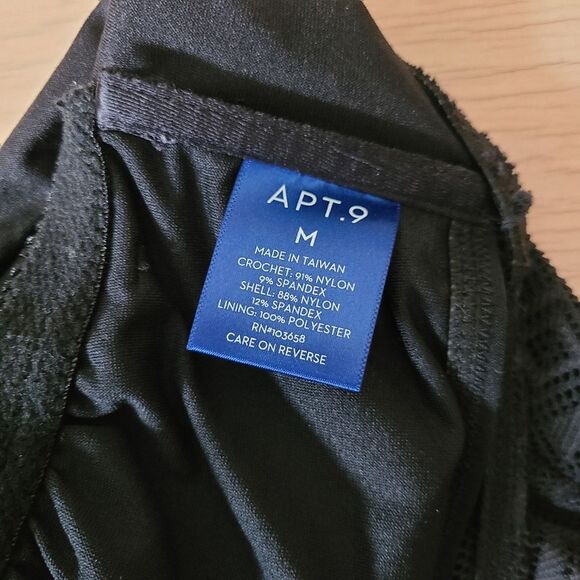 APT.9
M
MADE IN TAIWAN
CROCHET: 91% NYLON
9% SPANDEX
SHELL: 88% NYLON
12% SPANDEX
LINING: 100% POLYESTER
RN#103658
CARE ON REVERSE